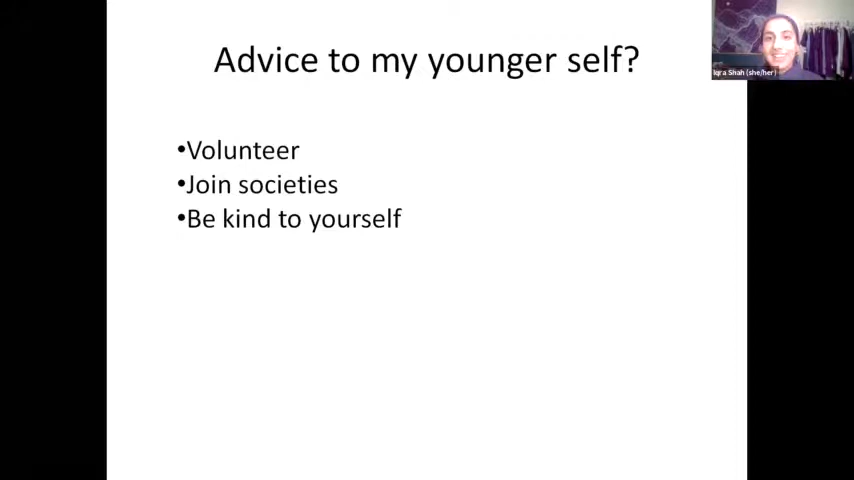 Advice to my younger self?
•Volunteer
•Join societies
•Be kind to yourself
Iqra Shah (she/her)